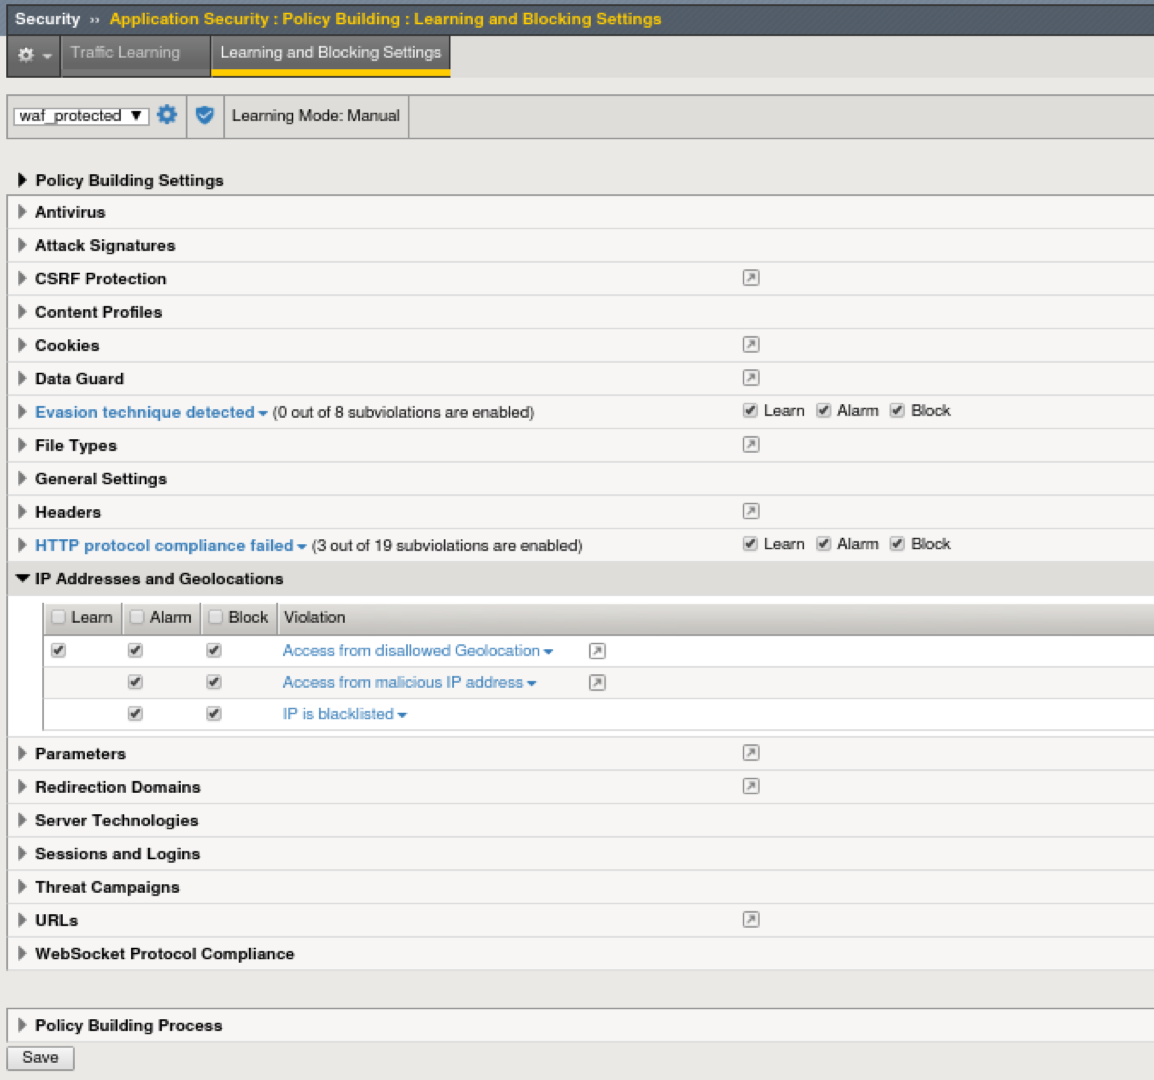 Security ›› Application Security : Policy Building : Learning and Blocking Settings
Traffic Learning Learning and Blocking Settings
waf_protected Learning Mode: Manual
Policy Building Settings
Antivirus
Attack Signatures
CSRF Protection
Content Profiles
Cookies
Data Guard
Evasion technique detected (0 out of 8 subviolations are enabled) Learn Alarm Block
File Types
General Settings
Headers
HTTP protocol compliance failed (3 out of 19 subviolations are enabled) Learn Alarm Block
IP Addresses and Geolocations
Learn Alarm Block Violation
Access from disallowed Geolocation
Access from malicious IP address
IP is blacklisted
Parameters
Redirection Domains
Server Technologies
Sessions and Logins
Threat Campaigns
URLs
WebSocket Protocol Compliance
Policy Building Process
Save